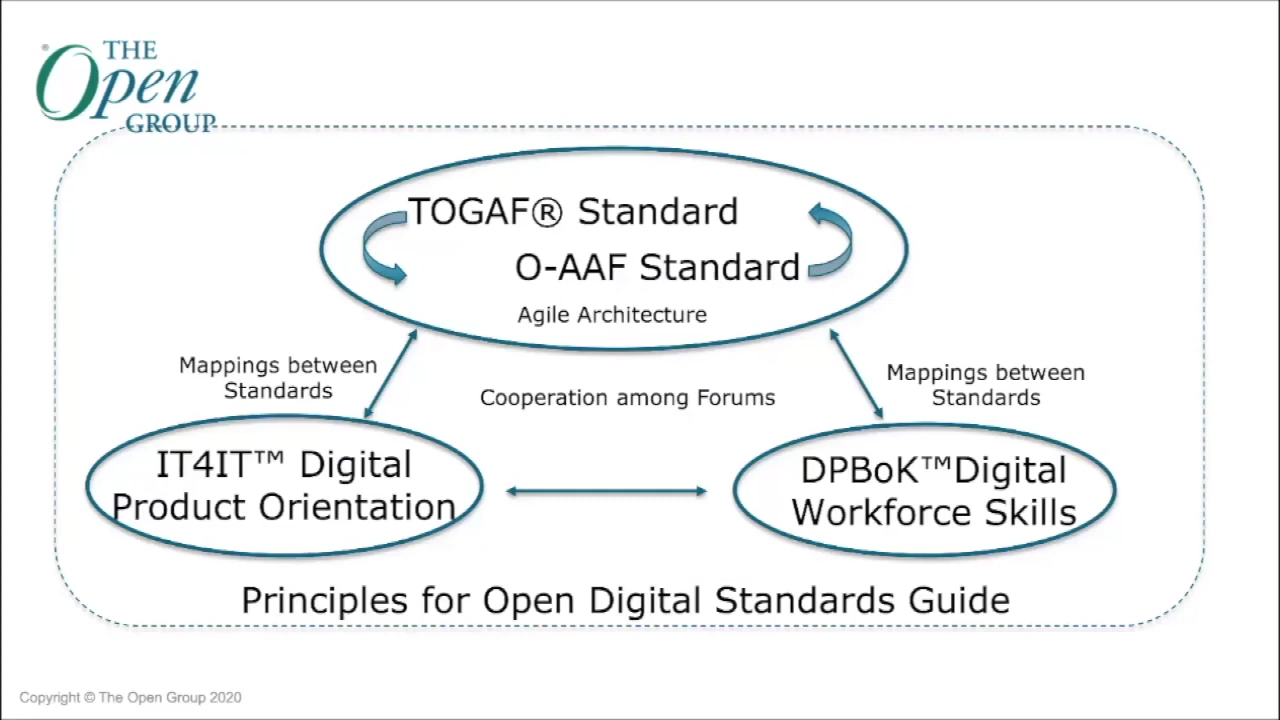 ®
THE
Open
GROUP
TOGAF® Standard
O-AAF Standard
Agile Architecture
Mappings between
Standards
Cooperation among Forums
Mappings between
Standards
IT4IT™ Digital
Product Orientation
DPBoK™Digital
Workforce Skills
Principles for Open Digital Standards Guide
Copyright © The Open Group 2020